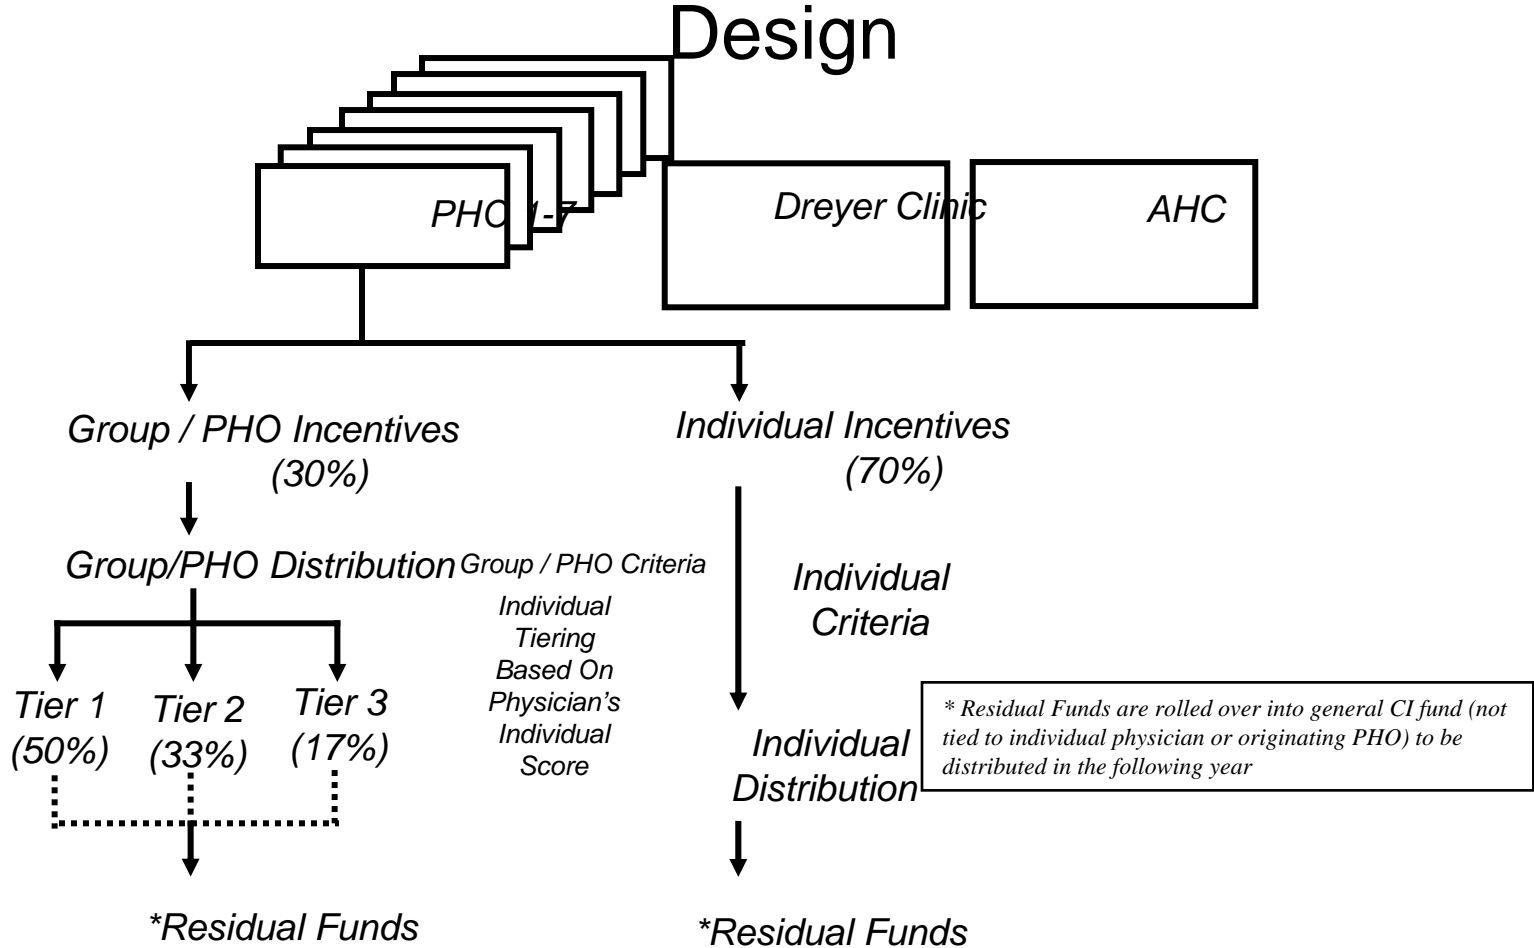 Design
PHO 1-7
Dreyer Clinic
AHC
Group / PHO Incentives
(30%)
Individual Incentives
(70%)
Group/PHO Distribution
Group / PHO Criteria
Individual
Tiering
Based On
Physician's
Individual
Score
Individual
Criteria
Tier 1
(50%)
Tier 2
(33%)
Tier 3
(17%)
Individual
Distribution
* Residual Funds are rolled over into general CI fund (not
tied to individual physician or originating PHO) to be
distributed in the following year
*Residual Funds
*Residual Funds